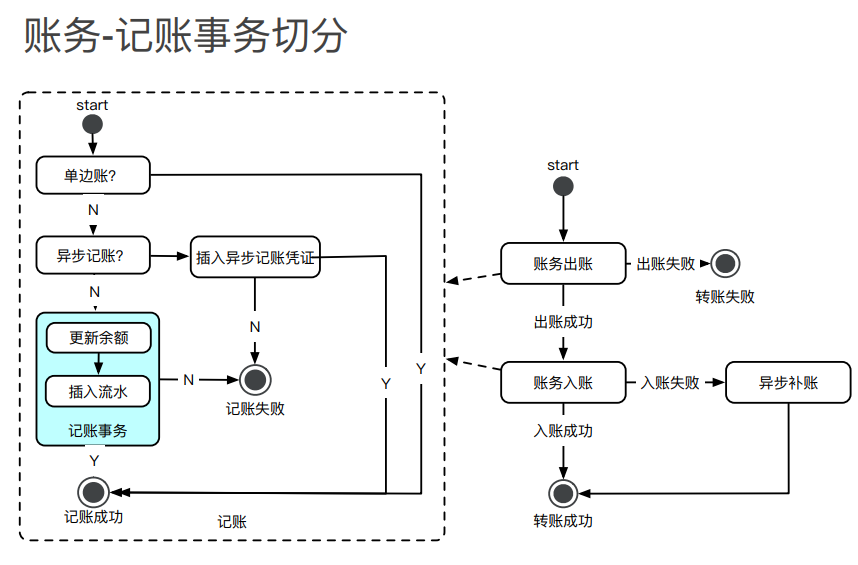 账务-记账事务切分
start
单边账?
N
异步记账?
插入异步记账凭证
N
更新余额
插入流水
记账事务
N
N
记账失败
Y
Y
Y
记账成功
记账
start
账务出账
出账失败
转账失败
出账成功
账务入账
入账失败
异步补账
入账成功
转账成功